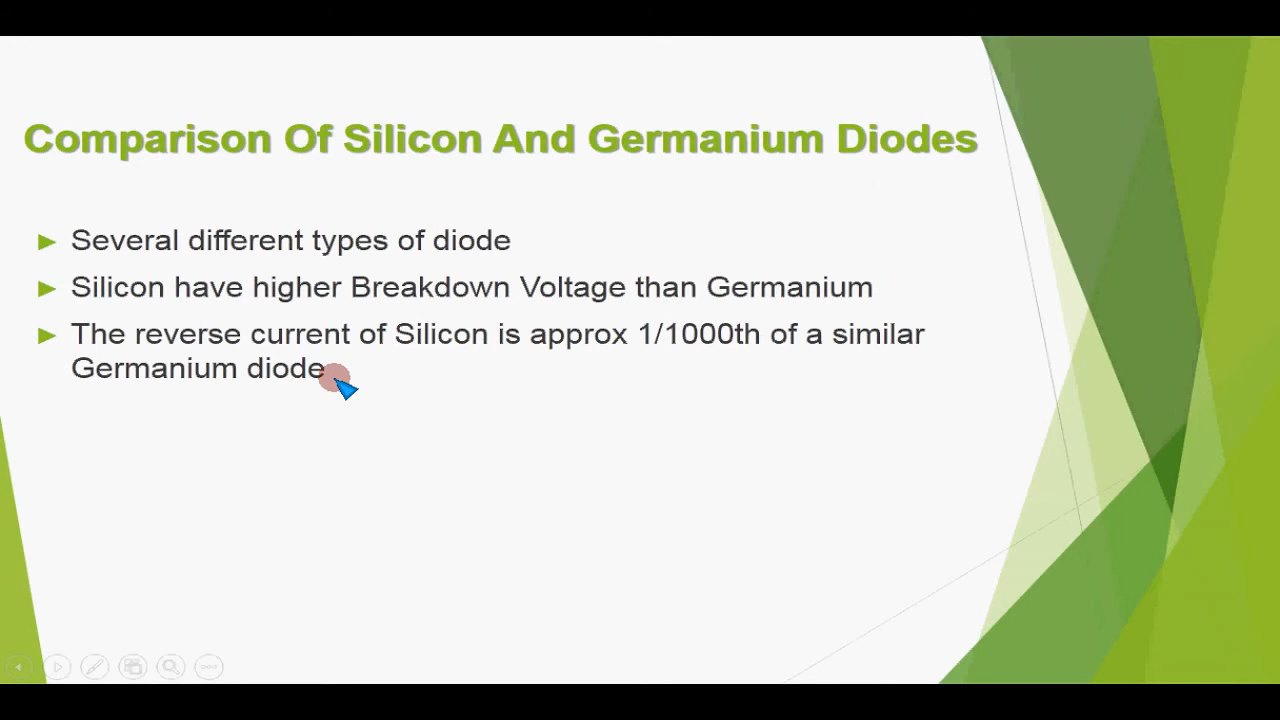 Comparison Of Silicon And Germanium Diodes
Several different types of diode
Silicon have higher Breakdown Voltage than Germanium
The reverse current of Silicon is approx 1/1000th of a similar
Germanium diode